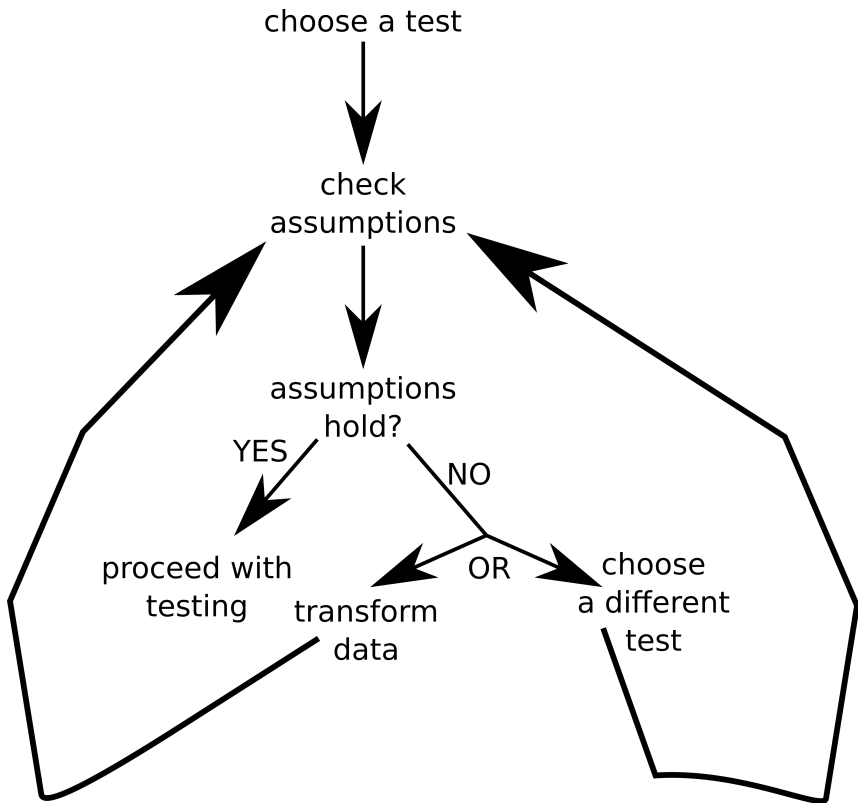 choose a test
check
assumptions
assumptions
hold?
YES
NO
OR
proceed with
testing
transform
data
choose
a different
test